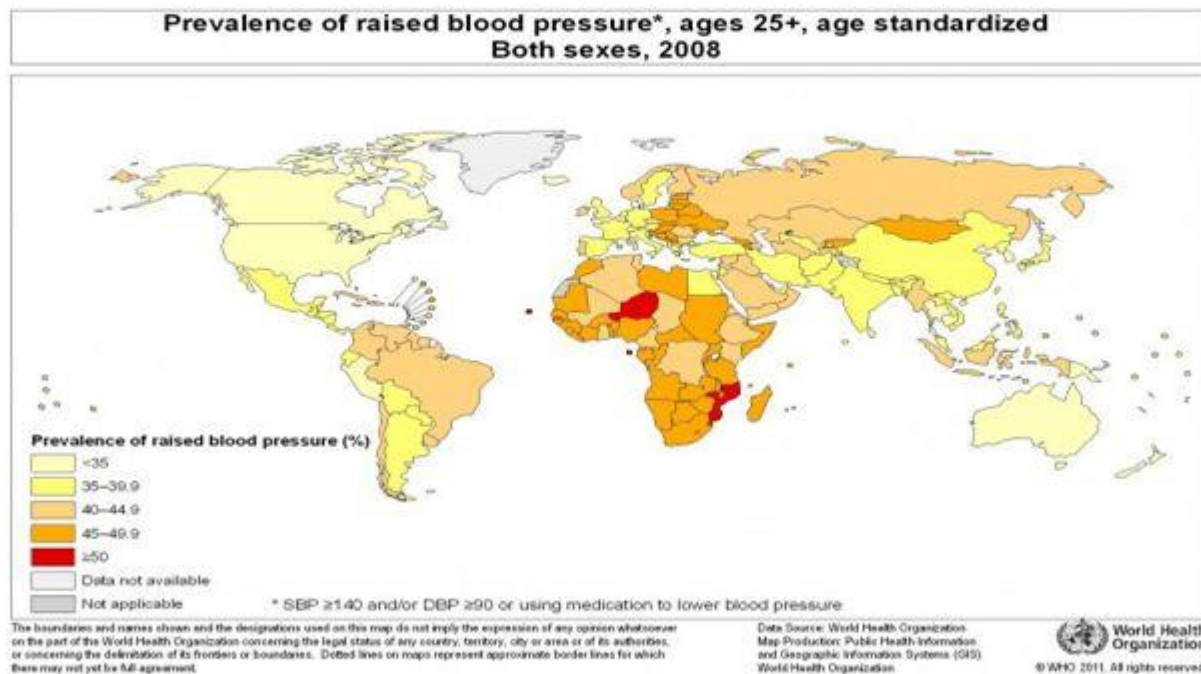 Prevalence of raised blood pressure*, ages 25+, age standardized
Both sexes, 2008
Prevalence of raised blood pressure (%)
<35
35–39.9
40–44.9
45–49.9
≥50
Data not available
Not applicable
* SBP ≥140 and/or DBP ≥90 or using medication to lower blood pressure
The boundaries and names shown and the designations used on this map do not imply the expression of any opinion whatsoever
on the part of the World Health Organization concerning the legal status of any country, territory, city or area or of its authorities,
or concerning the delimitation of its frontiers or boundaries. Dotted lines on maps represent approximate border lines for which
there may not yet be full agreement.
Data Source: World Health Organization
Map Production: Public Health Information
and Geographic Information Systems (GIS)
World Health Organization
World Health
Organization
© WHO 2011. All rights reserved